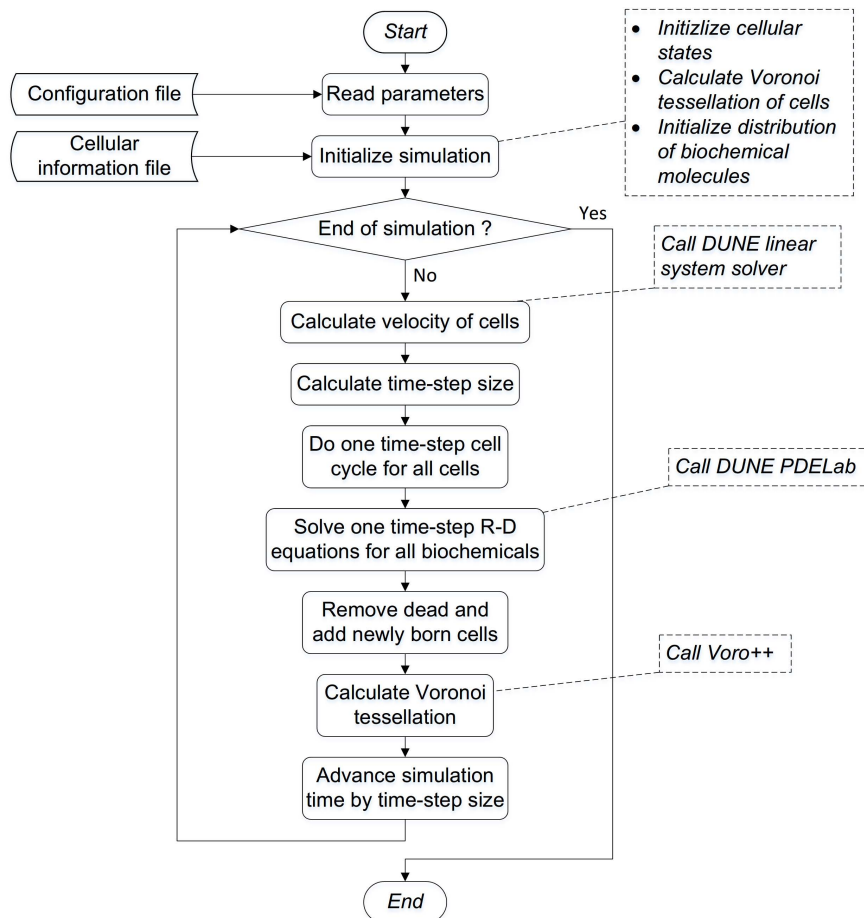 Start
• Initizlize cellular
states
• Calculate Voronoi
tessellation of cells
• Initialize distribution
of biochemical
molecules
Configuration file
Read parameters
Cellular
information file
Initialize simulation
End of simulation ?
Yes
No
Call DUNE linear
system solver
Calculate velocity of cells
Calculate time-step size
Do one time-step cell
cycle for all cells
Call DUNE PDELab
Solve one time-step R-D
equations for all biochemicals
Remove dead and
add newly born cells
Call Voro++
Calculate Voronoi
tessellation
Advance simulation
time by time-step size
End